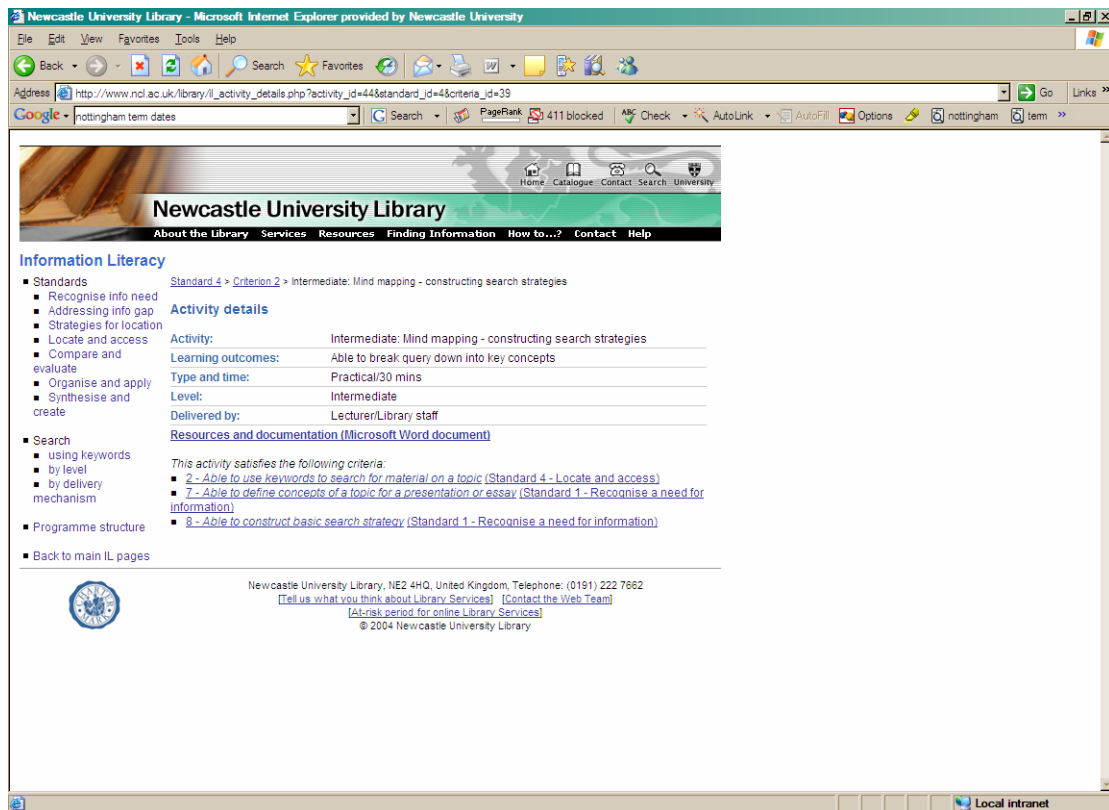 Newcastle University Library - Microsoft Internet Explorer provided by Newcastle University
File Edit View Favorites Tools Help
Back Search Favorites
Address http://www.ncl.ac.uk/library/il_activity_details.php?activity_id=44&standard_id=4&criteria_id=39 Go Links »
Google nottingham term dates Search PageRank 411 blocked ABC Check AutoLink AutoFill Options nottingham term »
Home Catalogue Contact Search University
Newcastle University Library
About the Library Services Resources Finding Information How to...? Contact Help
Information Literacy
Standards
Recognise info need
Addressing info gap
Strategies for location
Locate and access
Compare and
evaluate
Organise and apply
Synthesise and
create
Search
using keywords
by level
by delivery
mechanism
Programme structure
Back to main IL pages
Standard 4 > Criterion 2 > Intermediate: Mind mapping - constructing search strategies
Activity details
Activity: Intermediate: Mind mapping - constructing search strategies
Learning outcomes: Able to break query down into key concepts
Type and time: Practical/30 mins
Level: Intermediate
Delivered by: Lecturer/Library staff
Resources and documentation (Microsoft Word document)
This activity satisfies the following criteria:
2 - Able to use keywords to search for material on a topic (Standard 4 - Locate and access)
7 - Able to define concepts of a topic for a presentation or essay (Standard 1 - Recognise a need for
information)
8 - Able to construct basic search strategy (Standard 1 - Recognise a need for information)
CHARTER MARK
Newcastle University Library, NE2 4HQ, United Kingdom, Telephone: (0191) 222 7662
[Tell us what you think about Library Services] [Contact the Web Team]
[At-risk period for online Library Services]
© 2004 Newcastle University Library
Local intranet